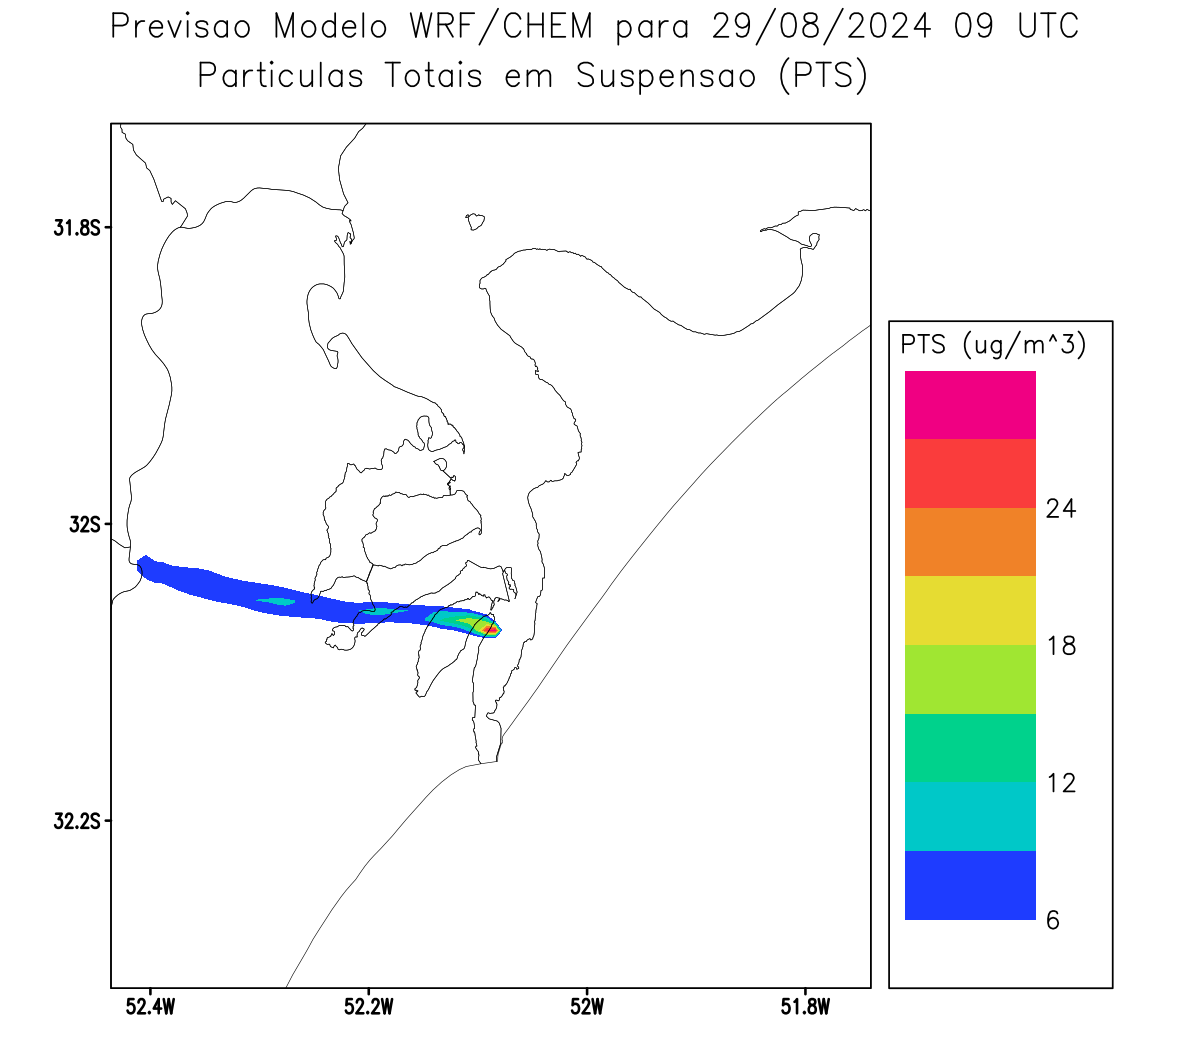 Previsao Modelo WRF/CHEM para 29/08/2024 09 UTC
Particulas Totais em Suspensao (PTS)
31.8S
32S
32.2S
52.4W
52.2W
52W
51.8W
PTS (ug/m^3)
24
18
12
6